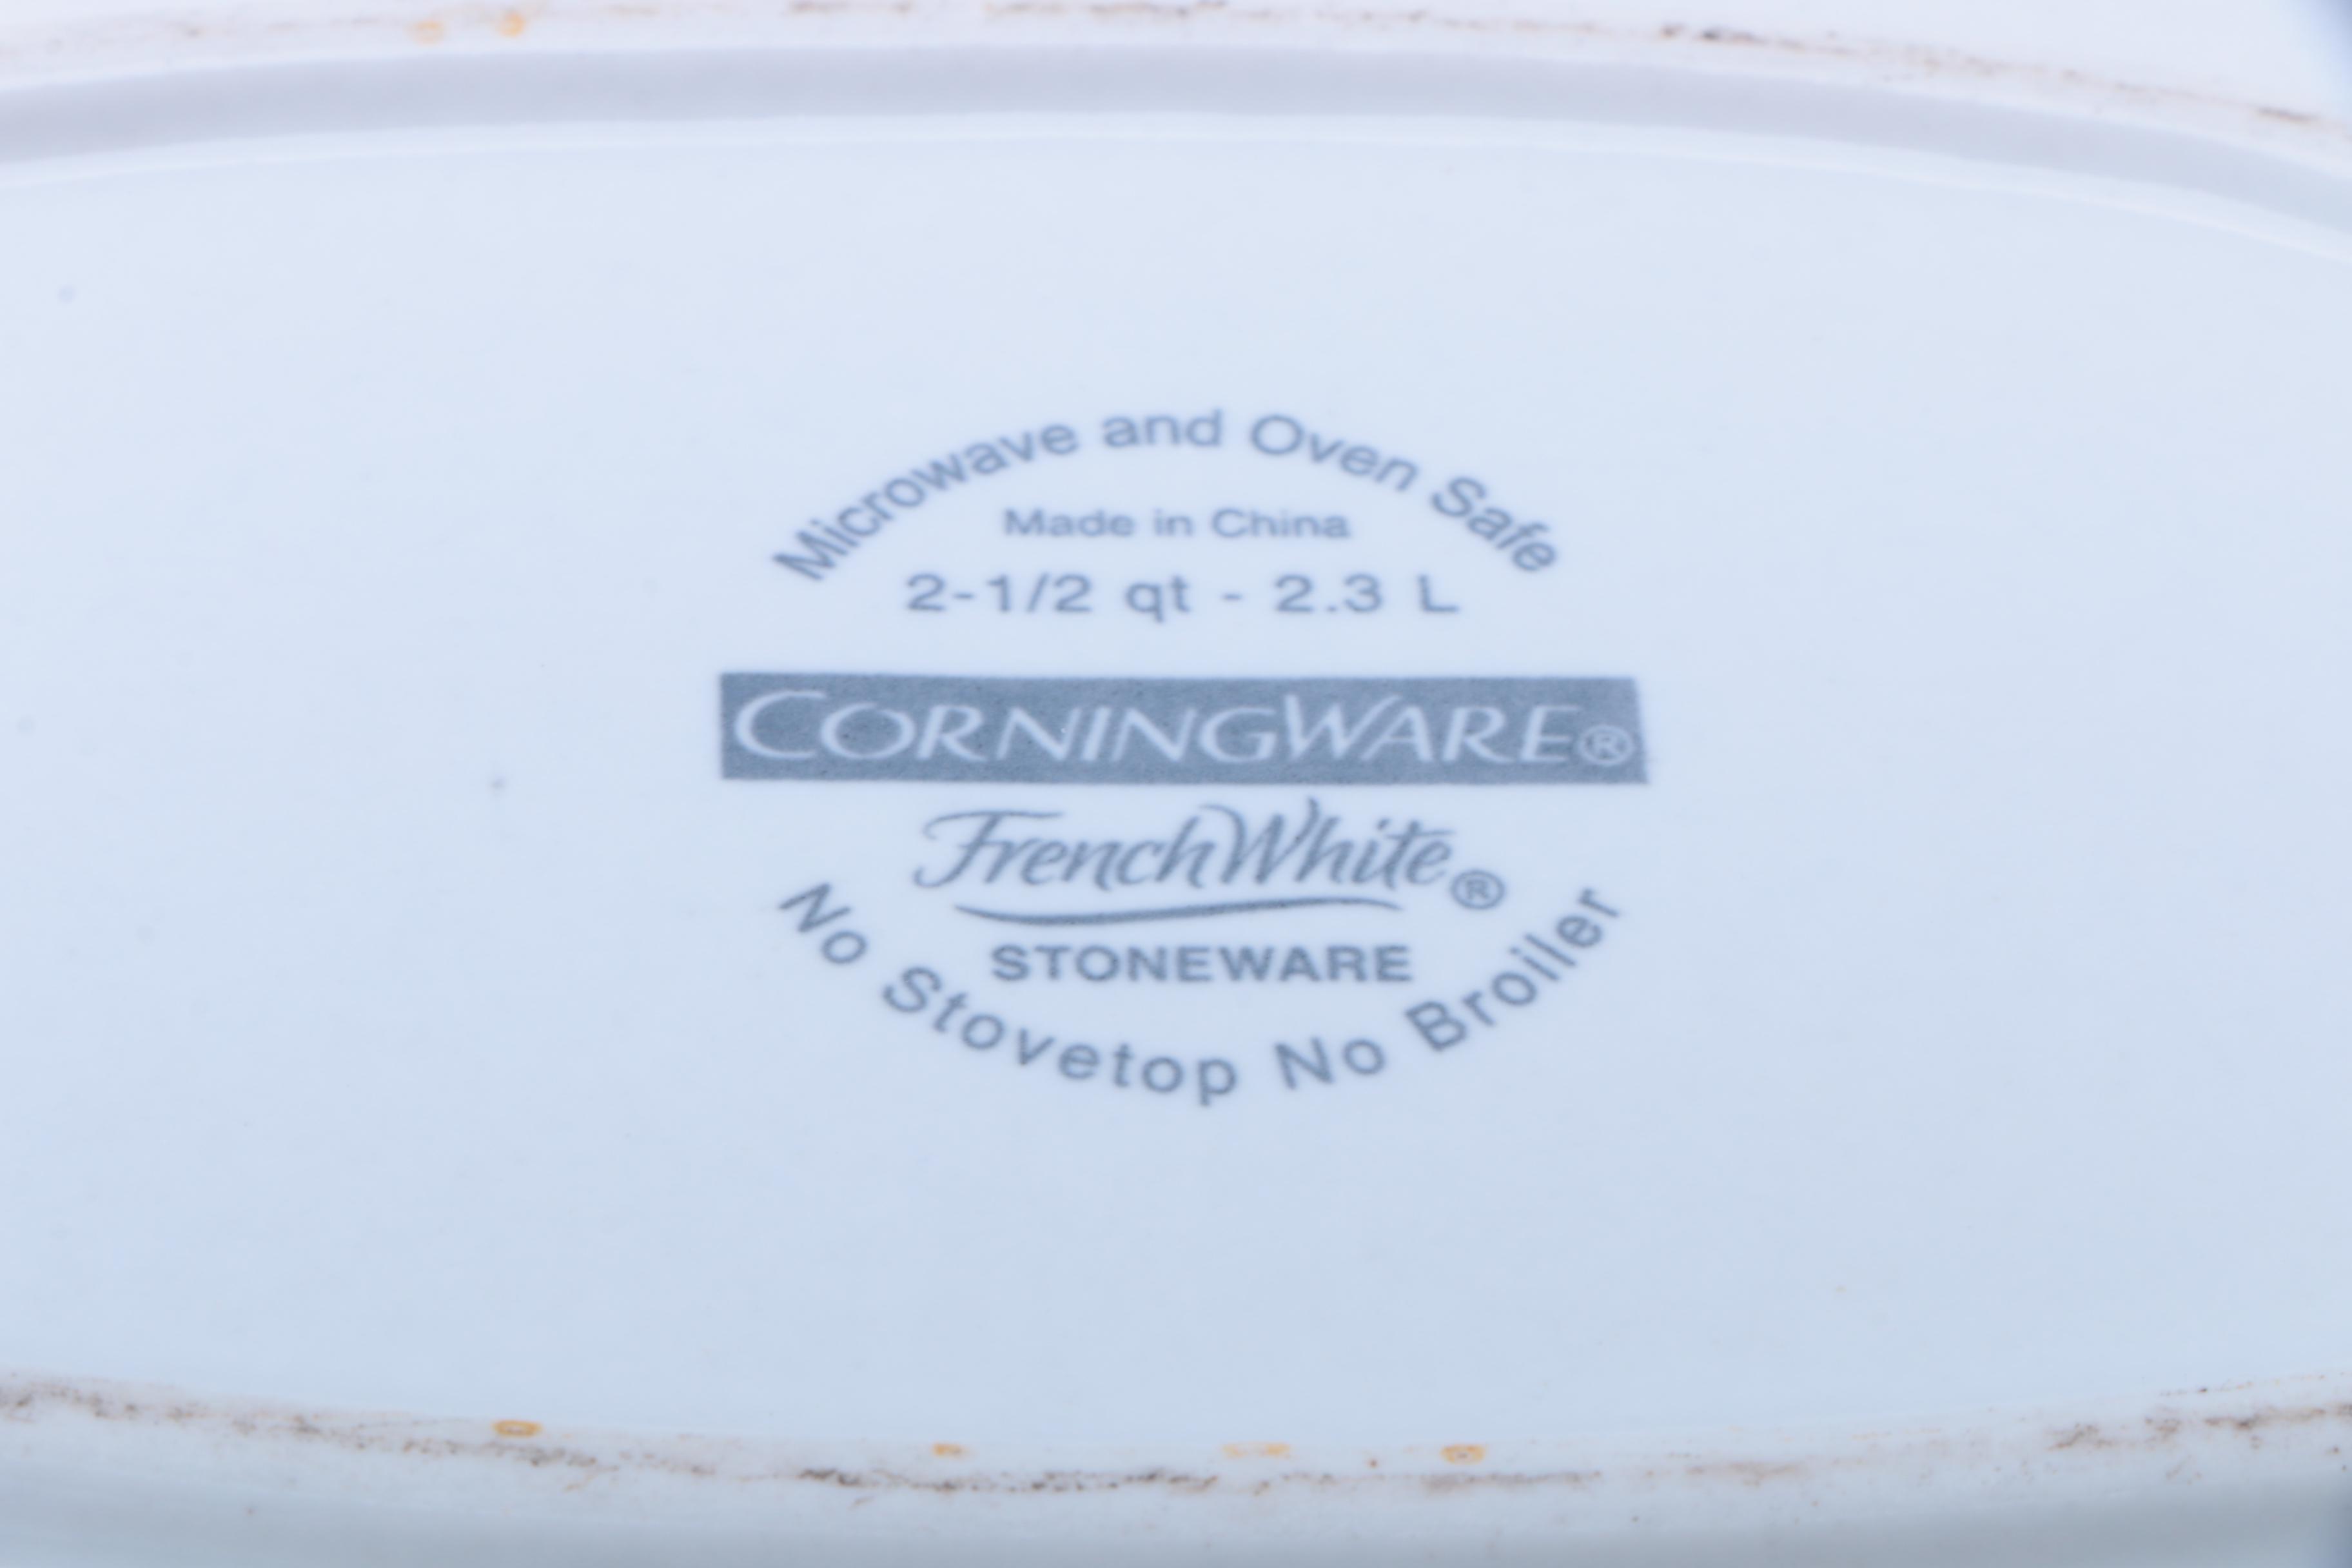 Microwave and Oven Safe
Made in China
2-1/2 qt - 2.3 L
CORNINGWARE®
French White®
STONEWARE
No Stovetop No Broiler